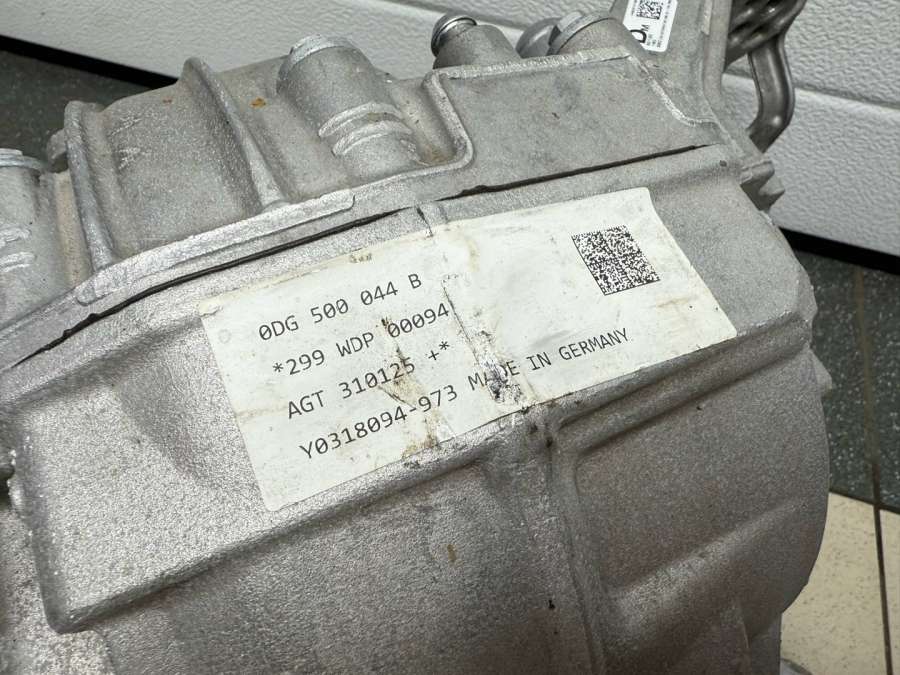 0DG 500 044 B
*299 WDP 00094
AGT 310125 +*
Y0318094-973 MADE IN GERMANY